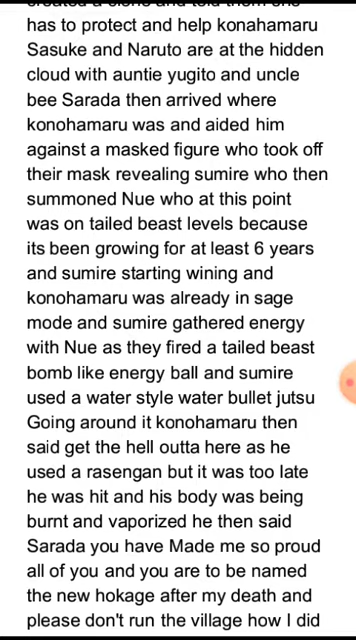 created a clone and told them she
has to protect and help konahamaru
Sasuke and Naruto are at the hidden
cloud with auntie yugito and uncle
bee Sarada then arrived where
konohamaru was and aided him
against a masked figure who took off
their mask revealing sumire who then
summoned Nue who at this point
was on tailed beast levels because
its been growing for at least 6 years
and sumire starting wining and
konohamaru was already in sage
mode and sumire gathered energy
with Nue as they fired a tailed beast
bomb like energy ball and sumire
used a water style water bullet jutsu
Going around it konohamaru then
said get the hell outta here as he
used a rasengan but it was too late
he was hit and his body was being
burnt and vaporized he then said
Sarada you have Made me so proud
all of you and you are to be named
the new hokage after my death and
please don't run the village how I did